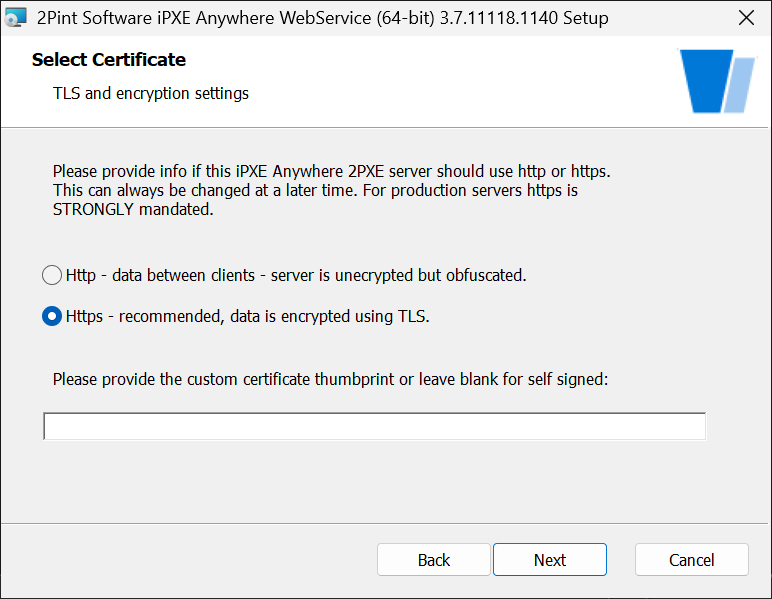 2Pint Software iPXE Anywhere WebService (64-bit) 3.7.11118.1140 Setup
Select Certificate
TLS and encryption settings
Please provide info if this iPXE Anywhere 2PXE server should use http or https.
This can always be changed at a later time. For production servers https is
STRONGLY mandated.
Http - data between clients - server is unecrypted but obfuscated.
Https - recommended, data is encrypted using TLS.
Please provide the custom certificate thumbprint or leave blank for self signed:
Back Next Cancel